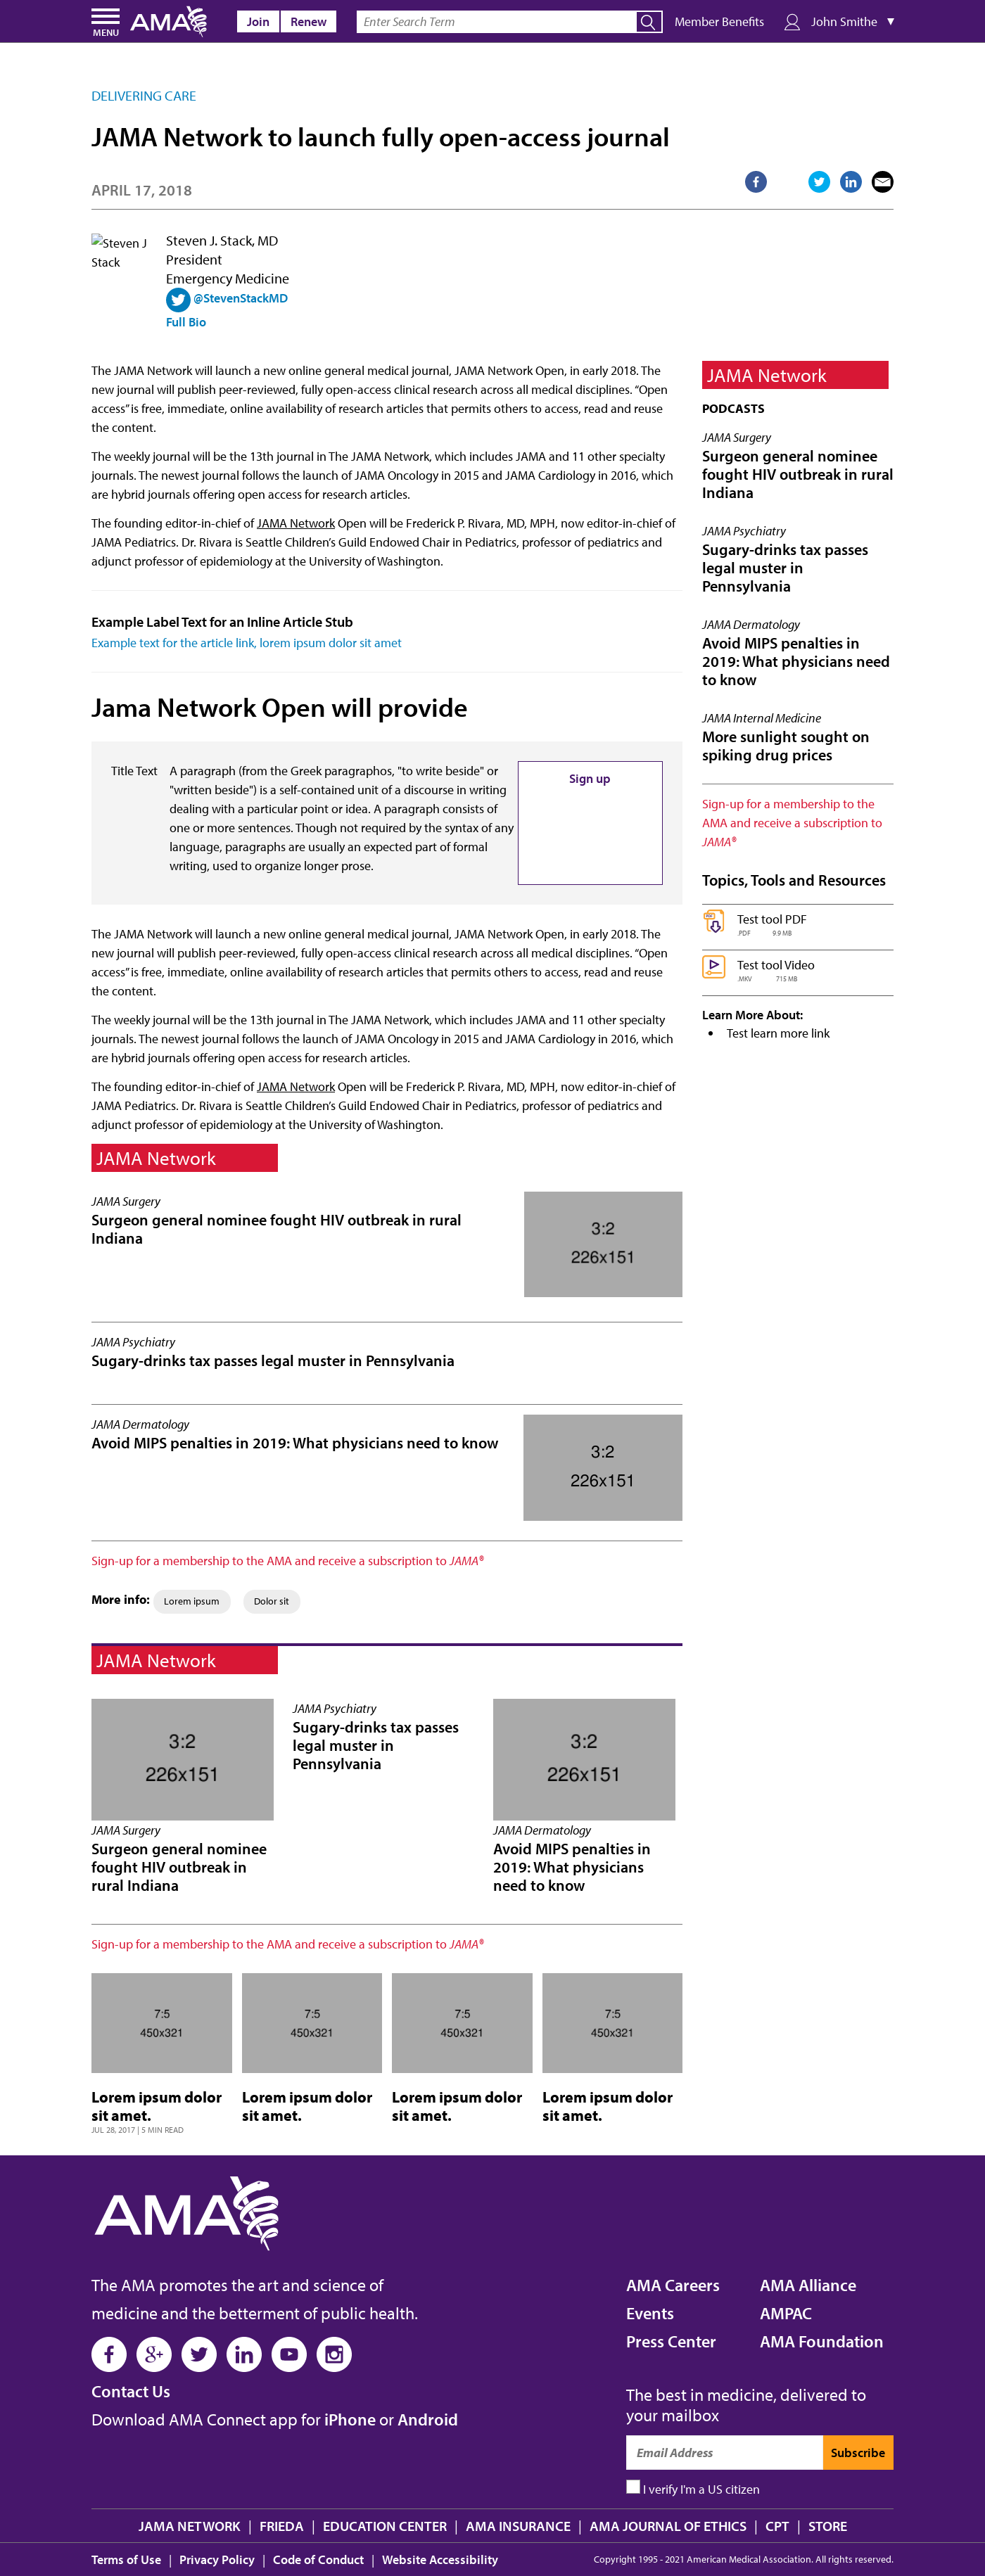 MENU
AMA
Join
Renew
Enter Search Term
Member Benefits
John Smithe
DELIVERING CARE
JAMA Network to launch fully open-access journal
APRIL 17, 2018
Steven J
Stack
Steven J. Stack, MD
President
Emergency Medicine
@StevenStackMD
Full Bio
The JAMA Network will launch a new online general medical journal, JAMA Network Open, in early 2018. The
new journal will publish peer-reviewed, fully open-access clinical research across all medical disciplines. “Open
access” is free, immediate, online availability of research articles that permits others to access, read and reuse
the content.
The weekly journal will be the 13th journal in The JAMA Network, which includes JAMA and 11 other specialty
journals. The newest journal follows the launch of JAMA Oncology in 2015 and JAMA Cardiology in 2016, which
are hybrid journals offering open access for research articles.
The founding editor-in-chief of JAMA Network Open will be Frederick P. Rivara, MD, MPH, now editor-in-chief of
JAMA Pediatrics. Dr. Rivara is Seattle Children’s Guild Endowed Chair in Pediatrics, professor of pediatrics and
adjunct professor of epidemiology at the University of Washington.
Example Label Text for an Inline Article Stub
Example text for the article link, lorem ipsum dolor sit amet
Jama Network Open will provide
Title Text
A paragraph (from the Greek paragraphos, "to write beside" or
"written beside") is a self-contained unit of a discourse in writing
dealing with a particular point or idea. A paragraph consists of
one or more sentences. Though not required by the syntax of any
language, paragraphs are usually an expected part of formal
writing, used to organize longer prose.
Sign up
The JAMA Network will launch a new online general medical journal, JAMA Network Open, in early 2018. The
new journal will publish peer-reviewed, fully open-access clinical research across all medical disciplines. “Open
access” is free, immediate, online availability of research articles that permits others to access, read and reuse
the content.
The weekly journal will be the 13th journal in The JAMA Network, which includes JAMA and 11 other specialty
journals. The newest journal follows the launch of JAMA Oncology in 2015 and JAMA Cardiology in 2016, which
are hybrid journals offering open access for research articles.
The founding editor-in-chief of JAMA Network Open will be Frederick P. Rivara, MD, MPH, now editor-in-chief of
JAMA Pediatrics. Dr. Rivara is Seattle Children’s Guild Endowed Chair in Pediatrics, professor of pediatrics and
adjunct professor of epidemiology at the University of Washington.
JAMA Network
JAMA Surgery
Surgeon general nominee fought HIV outbreak in rural
Indiana
3:2
226x151
JAMA Psychiatry
Sugary-drinks tax passes legal muster in Pennsylvania
JAMA Dermatology
Avoid MIPS penalties in 2019: What physicians need to know
3:2
226x151
Sign-up for a membership to the AMA and receive a subscription to JAMA®
More info:
Lorem ipsum
Dolor sit
JAMA Network
3:2
226x151
JAMA Surgery
Surgeon general nominee
fought HIV outbreak in
rural Indiana
JAMA Psychiatry
Sugary-drinks tax passes
legal muster in
Pennsylvania
3:2
226x151
JAMA Dermatology
Avoid MIPS penalties in
2019: What physicians
need to know
Sign-up for a membership to the AMA and receive a subscription to JAMA®
7:5
450x321
Lorem ipsum dolor
sit amet.
JUL 28, 2017 | 5 MIN READ
7:5
450x321
Lorem ipsum dolor
sit amet.
7:5
450x321
Lorem ipsum dolor
sit amet.
7:5
450x321
Lorem ipsum dolor
sit amet.
JAMA Network
PODCASTS
JAMA Surgery
Surgeon general nominee
fought HIV outbreak in rural
Indiana
JAMA Psychiatry
Sugary-drinks tax passes
legal muster in
Pennsylvania
JAMA Dermatology
Avoid MIPS penalties in
2019: What physicians need
to know
JAMA Internal Medicine
More sunlight sought on
spiking drug prices
Sign-up for a membership to the
AMA and receive a subscription to
JAMA®
Topics, Tools and Resources
Test tool PDF
.PDF 9.9 MB
Test tool Video
.MKV 715 MB
Learn More About:
Test learn more link
AMA
The AMA promotes the art and science of
medicine and the betterment of public health.
Contact Us
Download AMA Connect app for iPhone or Android
AMA Careers
Events
Press Center
AMA Alliance
AMPAC
AMA Foundation
The best in medicine, delivered to
your mailbox
Email Address
Subscribe
I verify I'm a US citizen
JAMA NETWORK | FRIEDA | EDUCATION CENTER | AMA INSURANCE | AMA JOURNAL OF ETHICS | CPT | STORE
Terms of Use | Privacy Policy | Code of Conduct | Website Accessibility
Copyright 1995 - 2021 American Medical Association. All rights reserved.